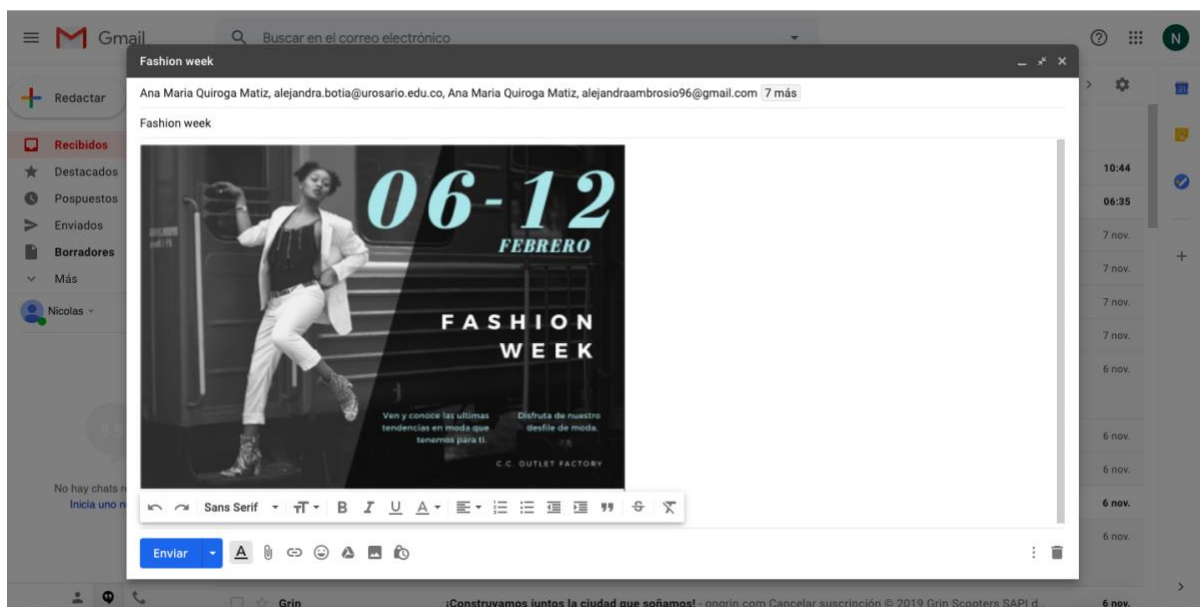 Gmail
Buscar en el correo electrónico
N
Fashion week
Redactar
Ana Maria Quiroga Matiz, alejandra.botia@urosario.edu.co, Ana Maria Quiroga Matiz, alejandraambrosio96@gmail.com 7 más
Fashion week
Recibidos
Destacados
Pospuestos
Enviados
Borradores
Más
Nicolas
No hay chats
Inicia uno
06-12
FEBRERO
FASHION
WEEK
Ven y conoce las ultimas
tendencias en moda que
tenemos para ti.
Disfruta de nuestro
desfile de moda.
C.C. OUTLET FACTORY
Sans Serif
Enviar
10:44
06:35
7 nov.
7 nov.
7 nov.
7 nov.
6 nov.
6 nov.
6 nov.
6 nov.
6 nov.
Grin ¡Construyamos juntos la ciudad que soñamos! - ongrin.com Cancelar suscripción © 2019 Grin Scooters SAPI d... 6 nov.